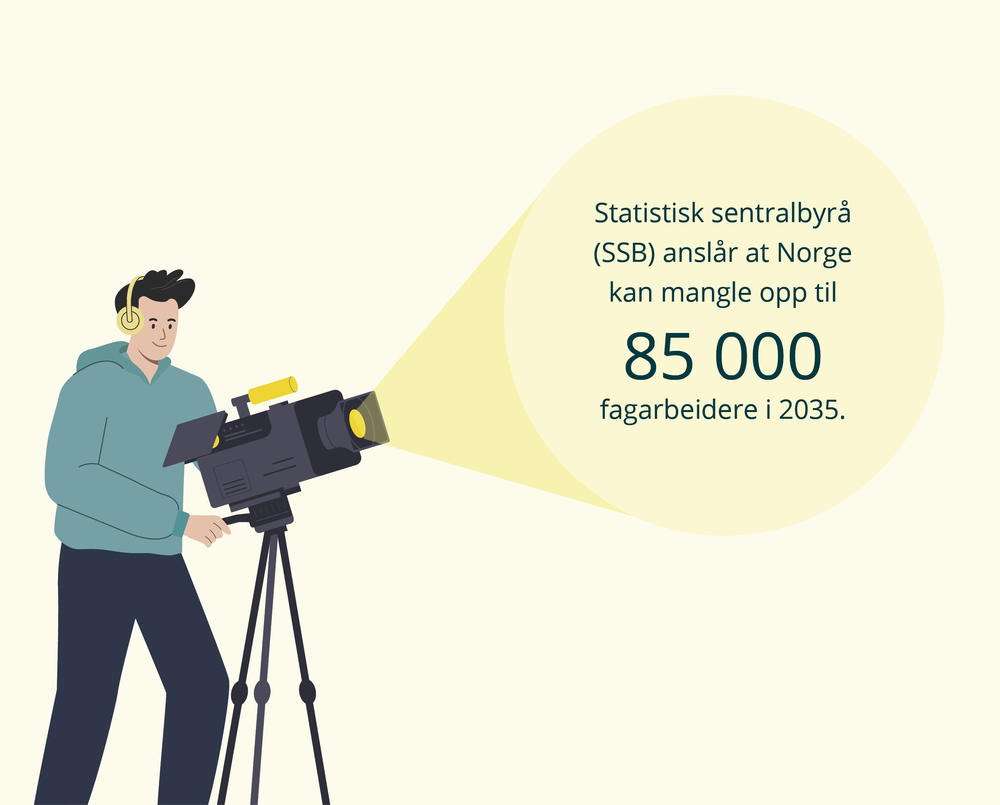 Statistisk sentralbyrå
(SSB) anslår at Norge
kan mangle opp til
85 000
fagarbeidere i 2035.